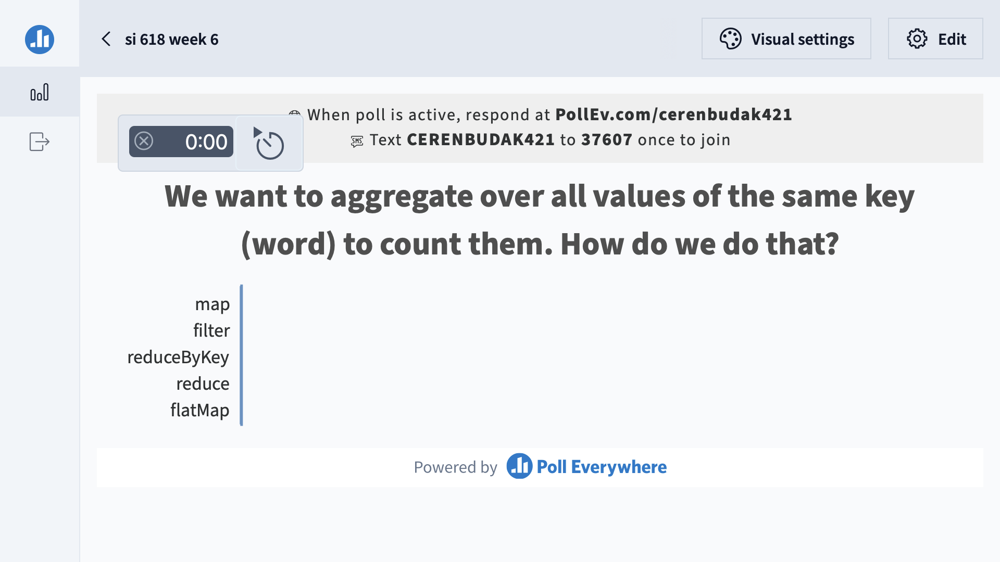 si 618 week 6
Visual settings
Edit
When poll is active, respond at PollEv.com/cerenbudak421
0:00
SMS Text CERENBUDAK421 to 37607 once to join
We want to aggregate over all values of the same key
(word) to count them. How do we do that?
map
filter
reduceByKey
reduce
flatMap
Powered by Poll Everywhere